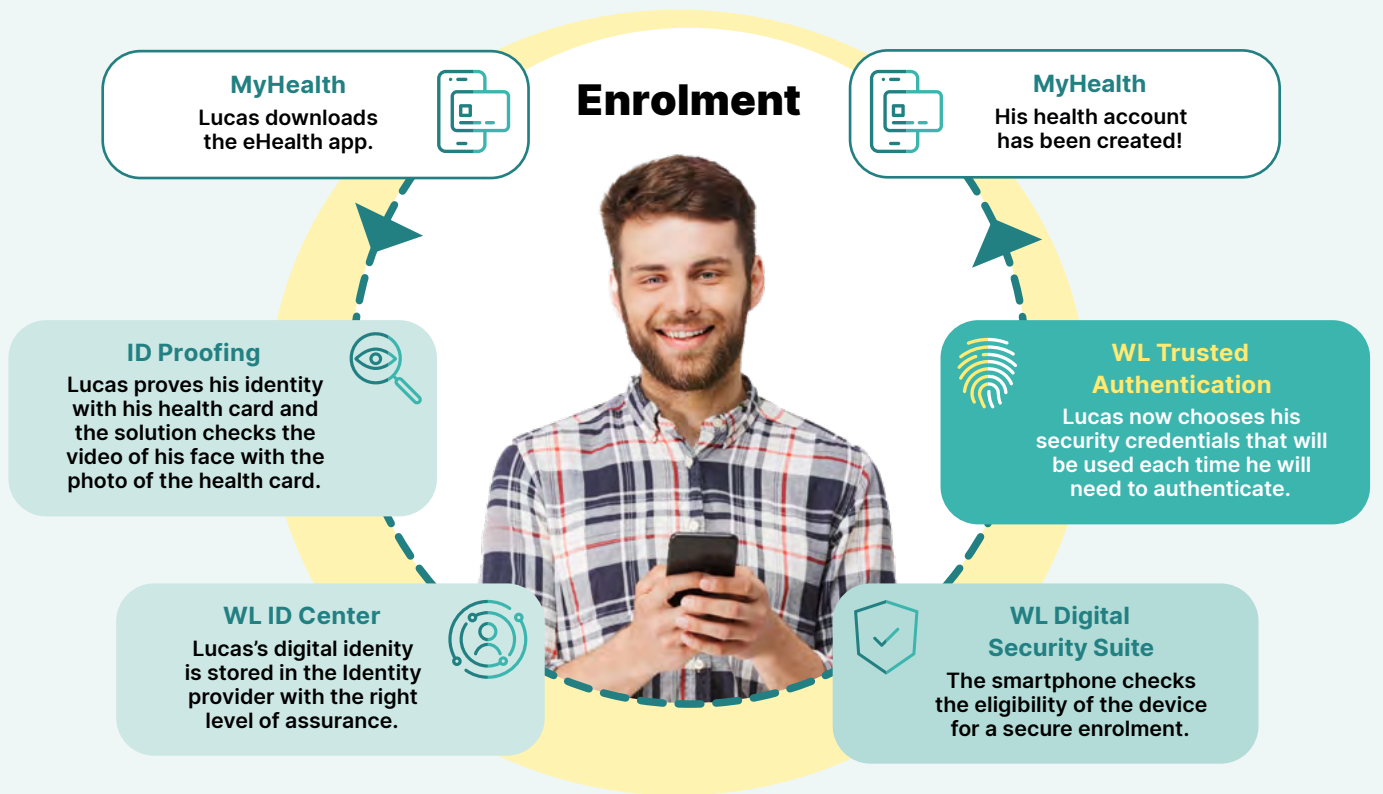 Enrolment
MyHealth
Lucas downloads
the eHealth app.
ID Proofing
Lucas proves his identity
with his health card and
the solution checks the
video of his face with the
photo of the health card.
WL ID Center
Lucas’s digital idenity
is stored in the Identity
provider with the right
level of assurance.
WL Digital
Security Suite
The smartphone checks
the eligibility of the device
for a secure enrolment.
WL Trusted
Authentication
Lucas now chooses his
security credentials that will
be used each time he will
need to authenticate.
MyHealth
His health account
has been created!